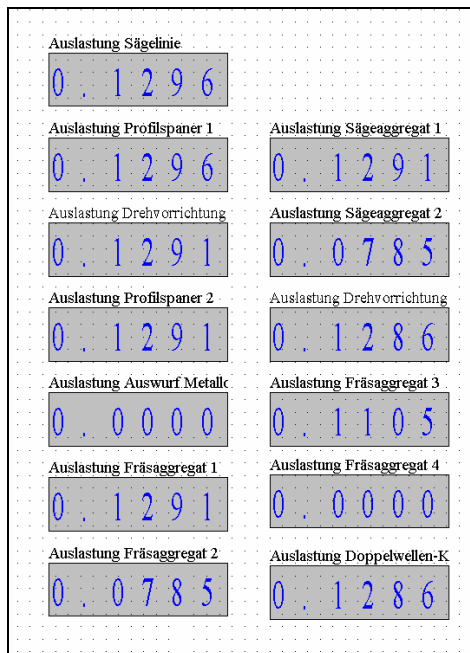 Auslastung Sägelinie
0.1296
Auslastung Profilspaner 1
0.1296
Auslastung Drehvorrichtung
0.1291
Auslastung Profilspaner 2
0.1291
Auslastung Auswurf Metallc
0.0000
Auslastung Fräsaggregat 1
0.1291
Auslastung Fräsaggregat 2
0.0785
Auslastung Sägeaggregat 1
0.1291
Auslastung Sägeaggregat 2
0.0785
Auslastung Drehvorrichtung
0.1286
Auslastung Fräsaggregat 3
0.1105
Auslastung Fräsaggregat 4
0.0000
Auslastung Doppelwellen-K
0.1286